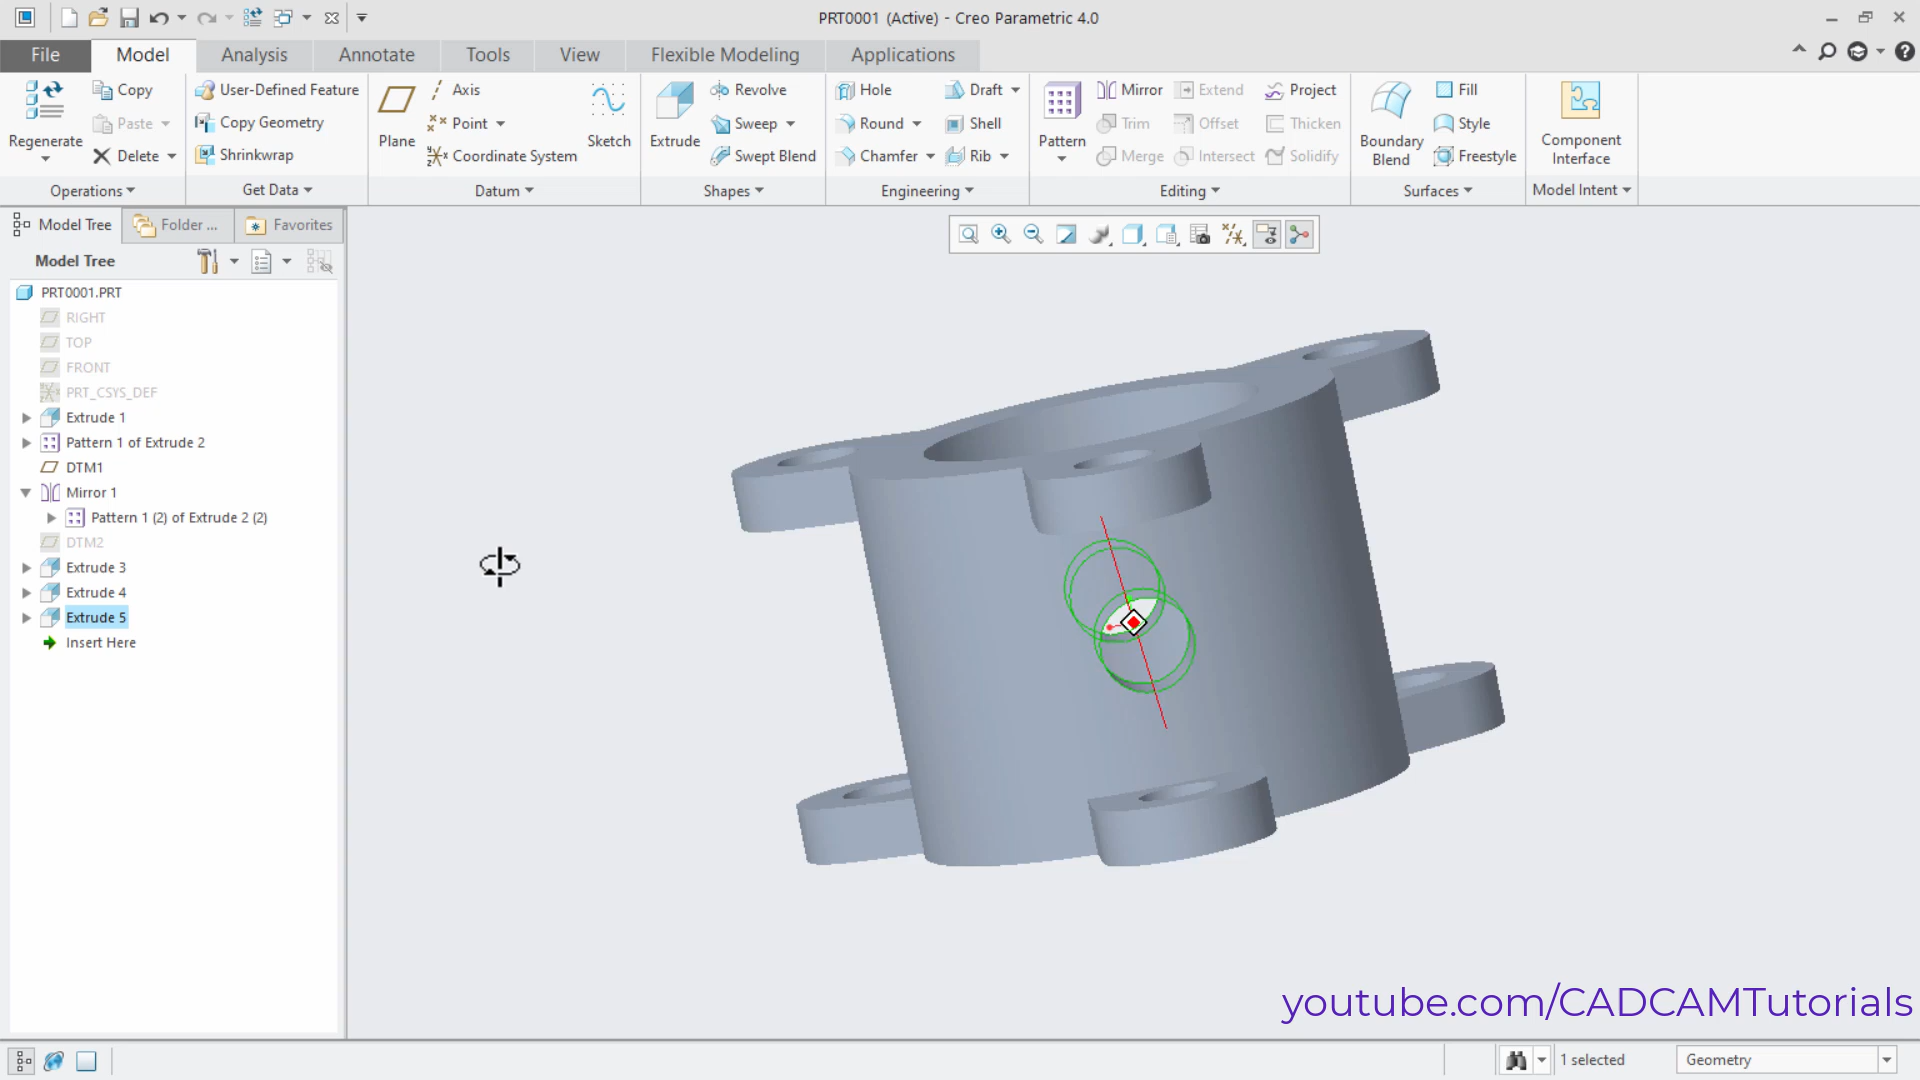 PRT0001 (Active) - Creo Parametric 4.0
File Model Analysis Annotate Tools View Flexible Modeling Applications
Regenerate
Copy
Paste
Delete
Operations
User-Defined Feature
Copy Geometry
Shrinkwrap
Get Data
Plane
Axis
Point
Coordinate System
Sketch
Datum
Extrude
Revolve
Sweep
Swept Blend
Shapes
Hole
Round
Chamfer
Draft
Shell
Rib
Engineering
Pattern
Mirror
Trim
Merge
Extend
Offset
Intersect
Project
Thicken
Solidify
Editing
Boundary
Blend
Fill
Style
Freestyle
Surfaces
Component
Interface
Model Intent
Model Tree Folder ... Favorites
Model Tree
PRT0001.PRT
RIGHT
TOP
FRONT
PRT_CSYS_DEF
Extrude 1
Pattern 1 of Extrude 2
DTM1
Mirror 1
Pattern 1 (2) of Extrude 2 (2)
DTM2
Extrude 3
Extrude 4
Extrude 5
Insert Here
youtube.com/CADCAMTutorials
1 selected
Geometry